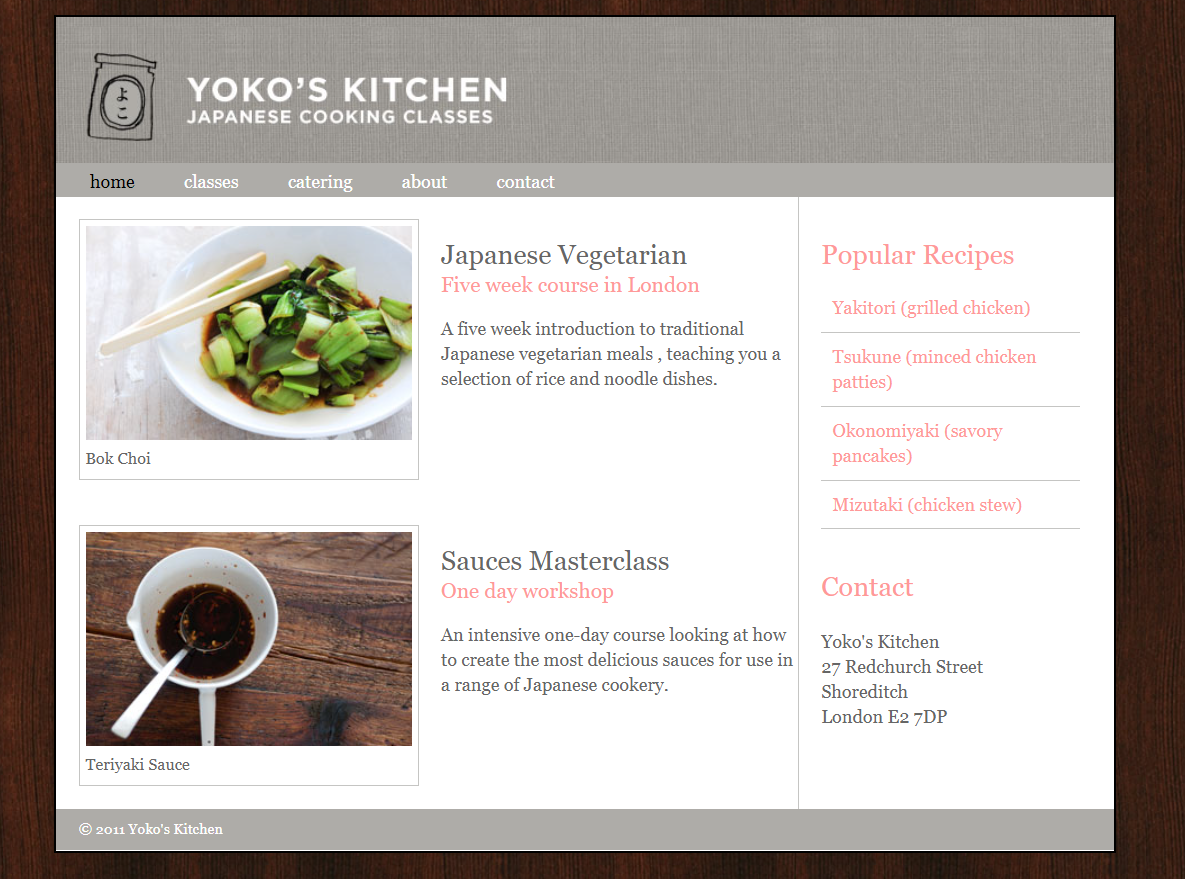 よこ
YOKO'S KITCHEN
JAPANESE COOKING CLASSES
home classes catering about contact
Bok Choi
Japanese Vegetarian
Five week course in London
A five week introduction to traditional
Japanese vegetarian meals , teaching you a
selection of rice and noodle dishes.
Teriyaki Sauce
Sauces Masterclass
One day workshop
An intensive one-day course looking at how
to create the most delicious sauces for use in
a range of Japanese cookery.
Popular Recipes
Yakitori (grilled chicken)
Tsukune (minced chicken
patties)
Okonomiyaki (savory
pancakes)
Mizutaki (chicken stew)
Contact
Yoko's Kitchen
27 Redchurch Street
Shoreditch
London E2 7DP
© 2011 Yoko's Kitchen